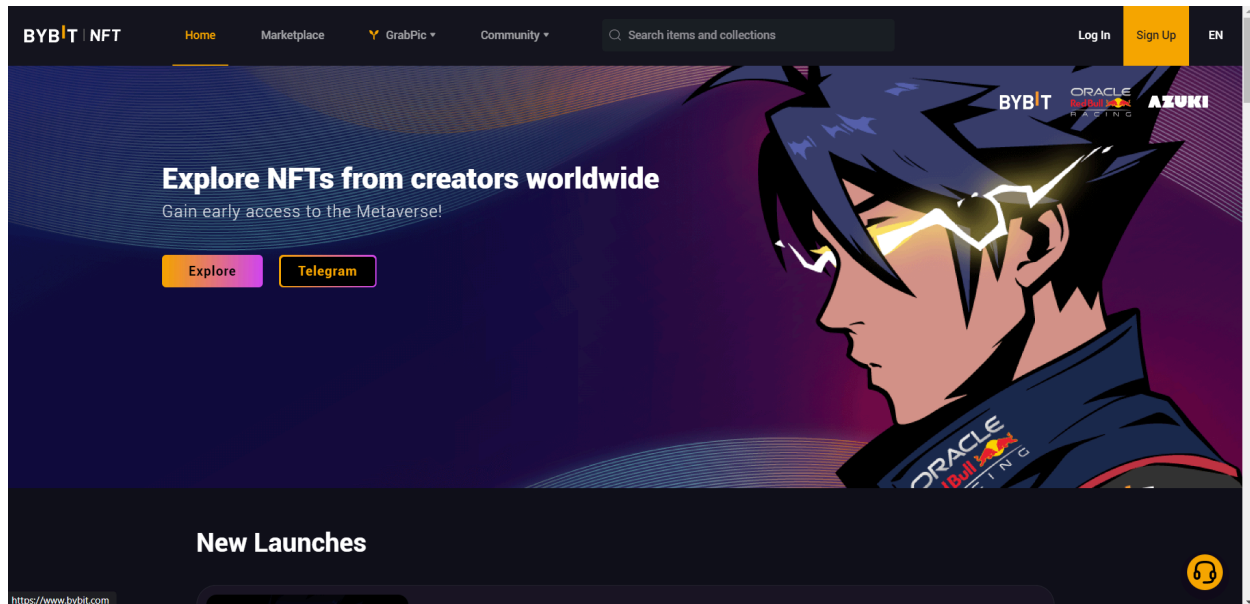 BYBIT NFT
Home
Marketplace
GrabPic
Community
Search items and collections
Log In
Sign Up
EN
BYBIT
ORACLE
Red Bull
RACING
AZUKI
Explore NFTs from creators worldwide
Gain early access to the Metaverse!
Explore
Telegram
ORACLE
Red Bull
New Launches
https://www.bybit.com